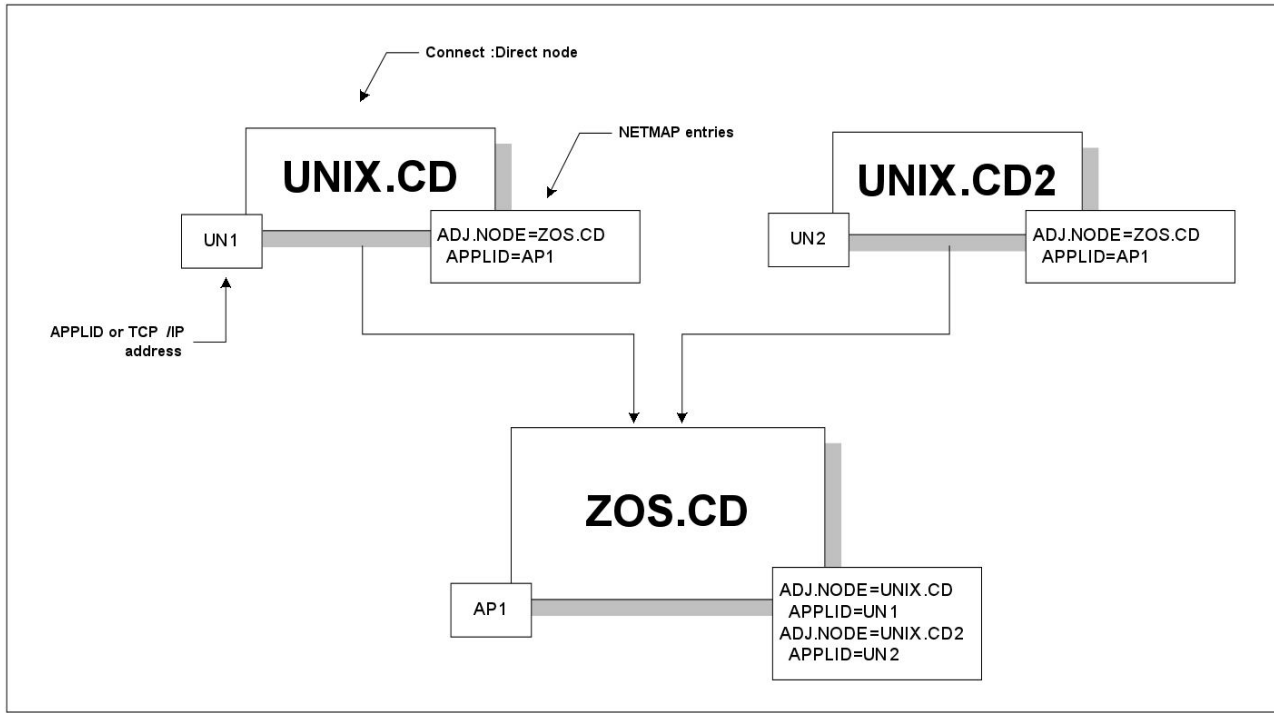 Connect :Direct node
NETMAP entries
UNIX.CD
UN1
ADJ.NODE=ZOS.CD
APPLID=AP1
UNIX.CD2
UN2
ADJ.NODE=ZOS.CD
APPLID=AP1
APPLID or TCP /IP
address
ZOS.CD
AP1
ADJ.NODE=UNIX.CD
APPLID=UN1
ADJ.NODE=UNIX.CD2
APPLID=UN2